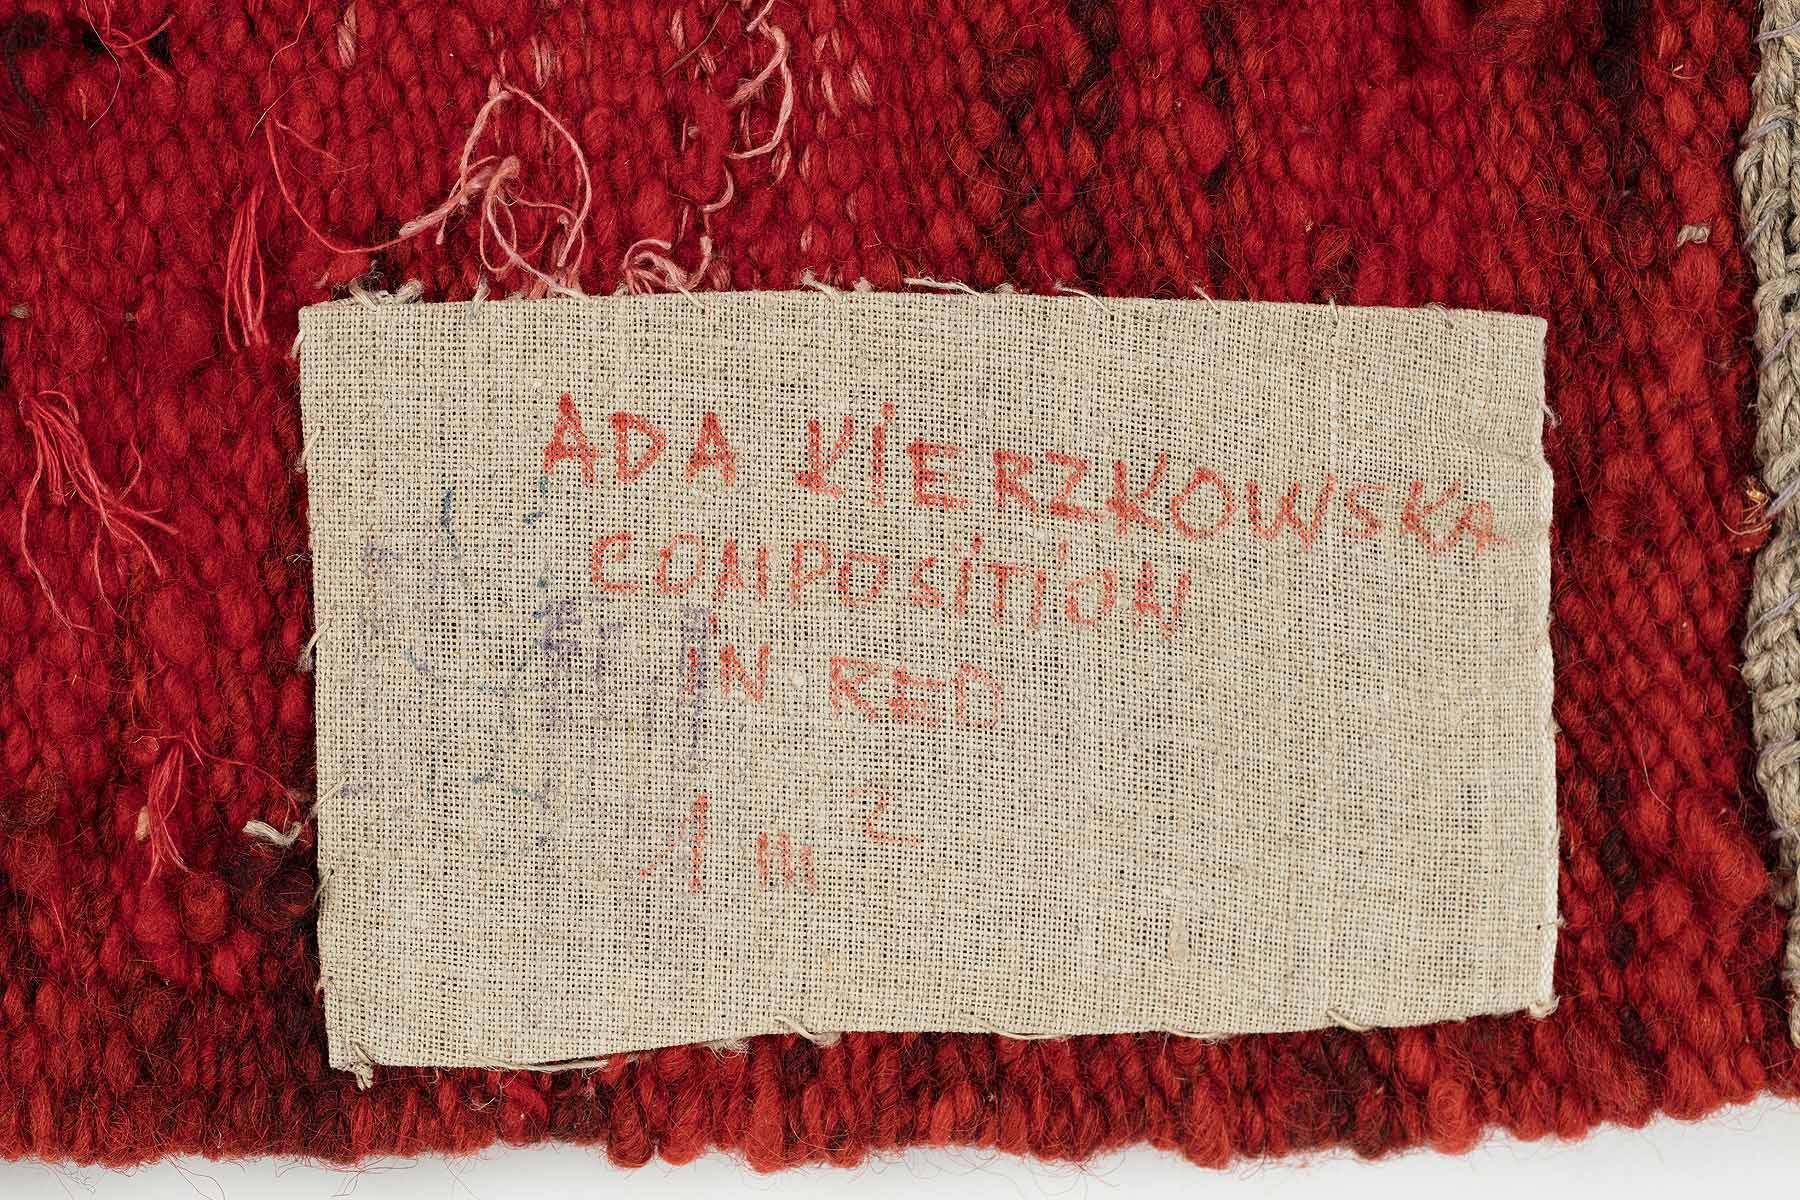 ADA KiERZKOWSKA
COMPOSiTiON
iN RED
1 m²